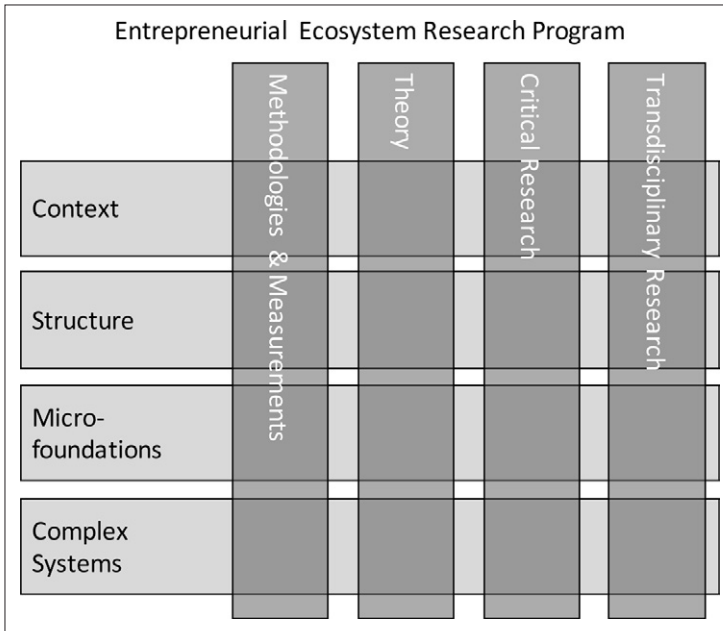 Entrepreneurial Ecosystem Research Program
Methodologies & Measurements
Theory
Critical Research
Transdisciplinary Research
Context
Structure
Micro-
foundations
Complex
Systems